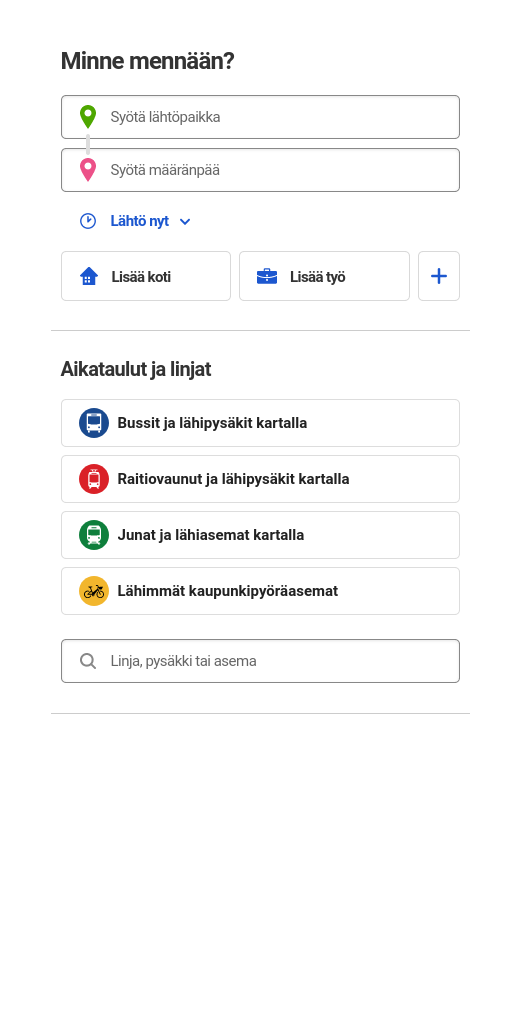 Minne mennään?
Syötä lähtöpaikka
Syötä määränpää
Lähtö nyt
Lisää koti
Lisää työ
Aikataulut ja linjat
Bussit ja lähipysäkit kartalla
Raitiovaunut ja lähipysäkit kartalla
Junat ja lähiasemat kartalla
Lähimmät kaupunkipyöräasemat
Linja, pysäkki tai asema